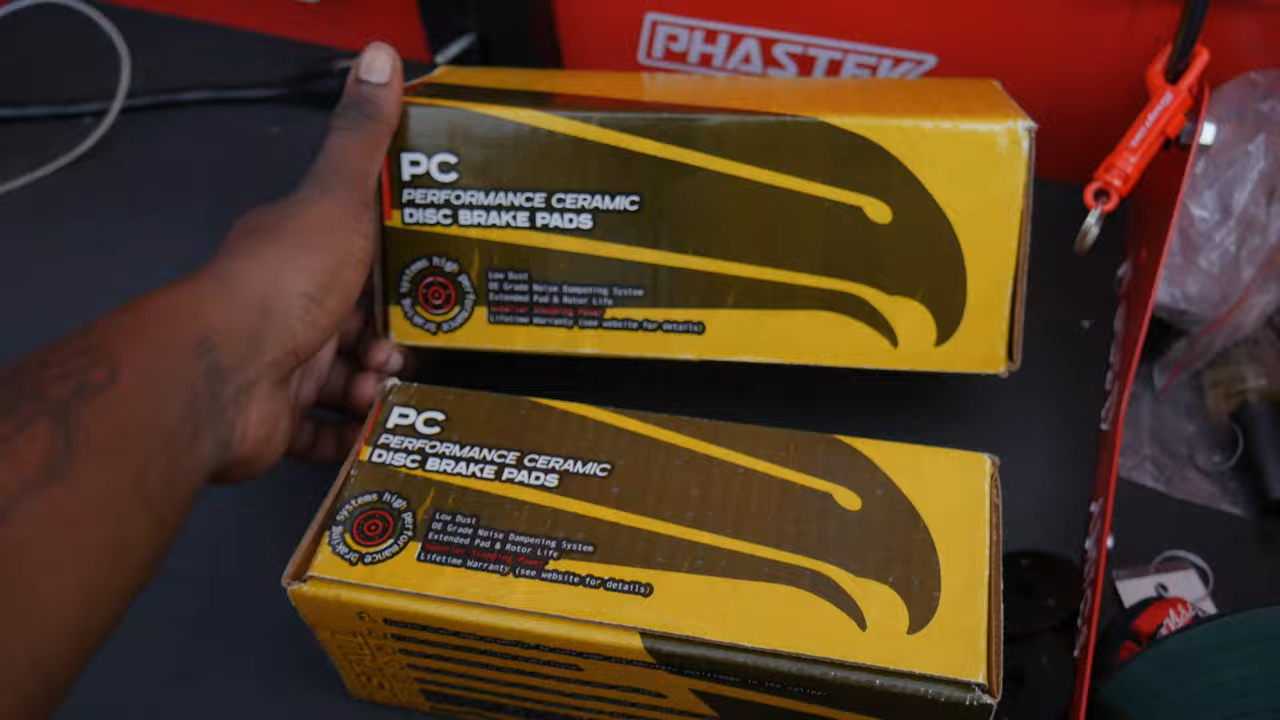 PHASTEK
PC
PERFORMANCE CERAMIC
DISC BRAKE PADS
braking systems high performance
Low Dust
OE Grade Noise Dampening System
Extended Pad & Rotor Life
Superior Stopping Power
Lifetime Warranty (see website for details)
PC
PERFORMANCE CERAMIC
DISC BRAKE PADS
braking systems high performance
Low Dust
OE Grade Noise Dampening System
Extended Pad & Rotor Life
Superior Stopping Power
Lifetime Warranty (see website for details)